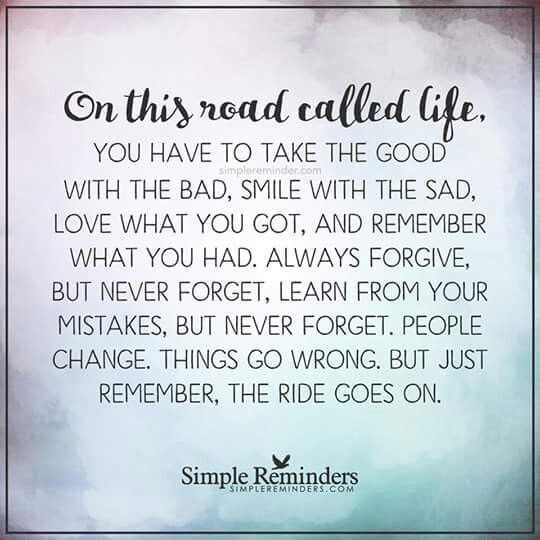 On this road called life,
YOU HAVE TO TAKE THE GOOD
simplereminder.com
WITH THE BAD, SMILE WITH THE SAD,
LOVE WHAT YOU GOT, AND REMEMBER
WHAT YOU HAD. ALWAYS FORGIVE,
BUT NEVER FORGET, LEARN FROM YOUR
MISTAKES, BUT NEVER FORGET. PEOPLE
CHANGE. THINGS GO WRONG. BUT JUST
REMEMBER, THE RIDE GOES ON.
Simple Reminders
SIMPLEREMINDERS.COM